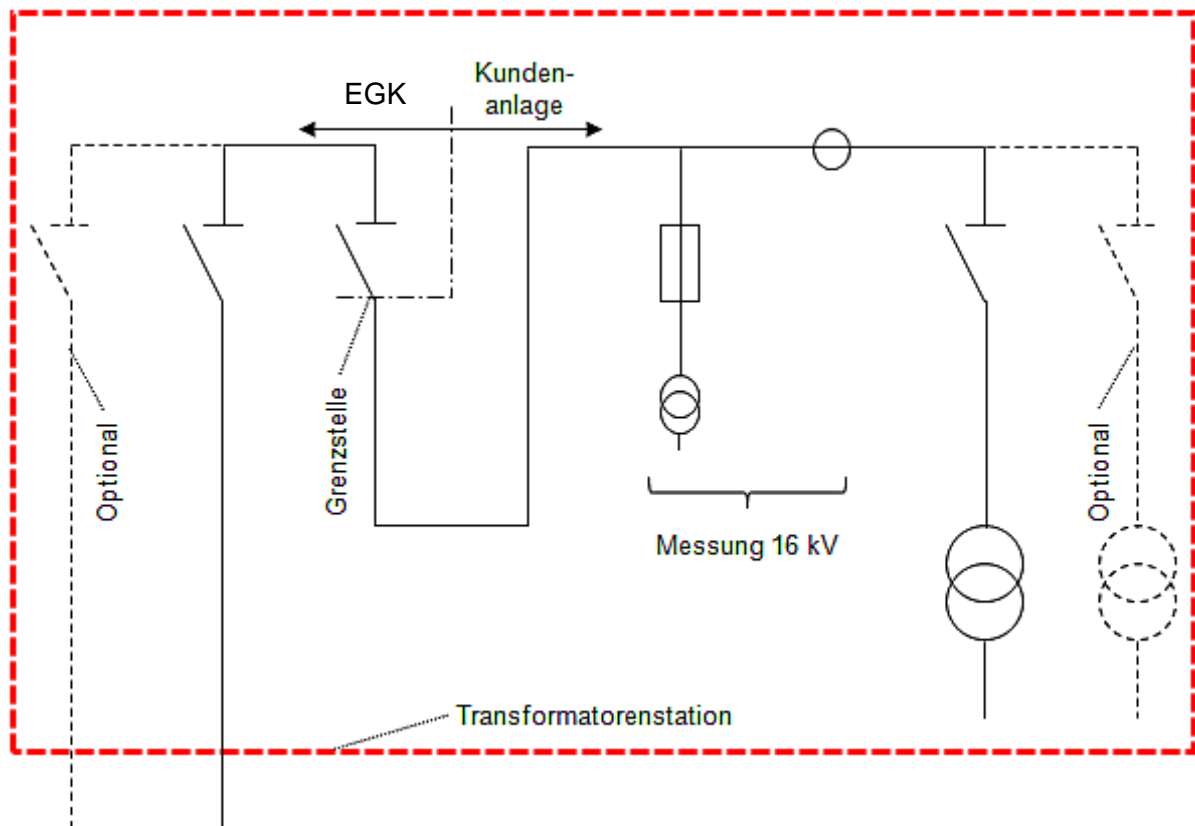 EGK
Kunden-
anlage
Optional
Grenzstelle
Optional
Messung 16 kV
Transformatorenstation